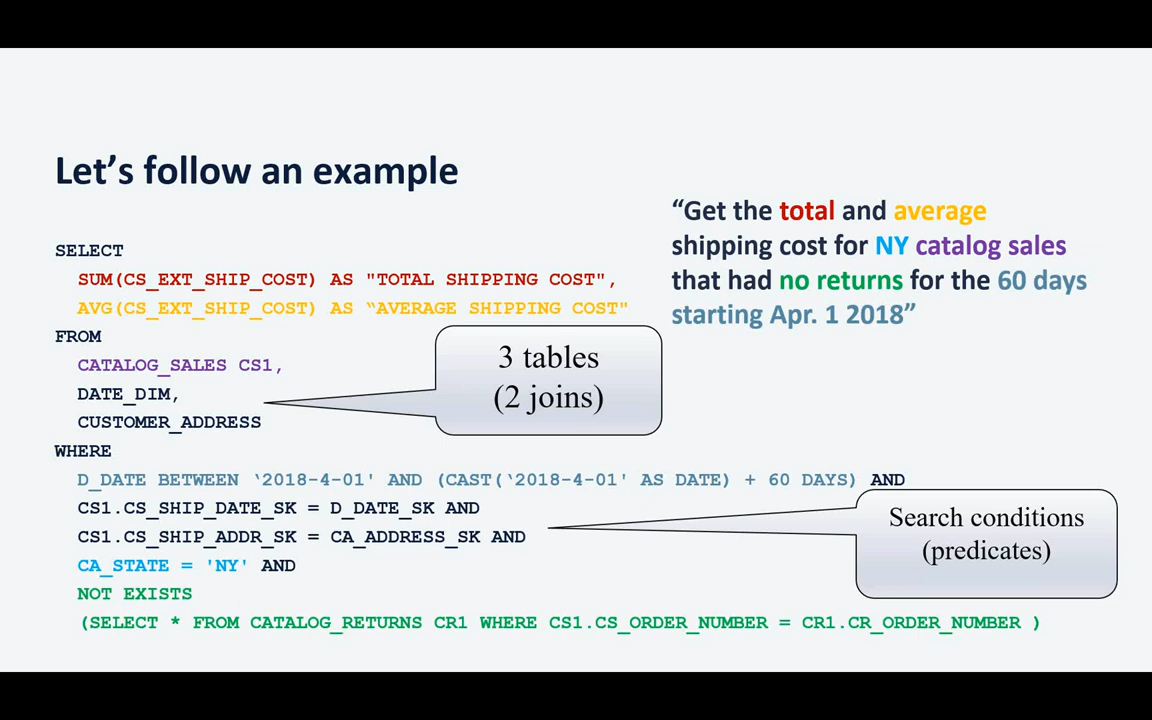 Let’s follow an example
“Get the total and average
shipping cost for NY catalog sales
that had no returns for the 60 days
starting Apr. 1 2018”
SELECT
SUM(CS_EXT_SHIP_COST) AS "TOTAL SHIPPING COST",
AVG(CS_EXT_SHIP_COST) AS “AVERAGE SHIPPING COST"
FROM
CATALOG_SALES CS1,
DATE_DIM,
CUSTOMER_ADDRESS
3 tables
(2 joins)
WHERE
D_DATE BETWEEN ‘2018-4-01' AND (CAST(‘2018-4-01' AS DATE) + 60 DAYS) AND
CS1.CS_SHIP_DATE_SK = D_DATE_SK AND
CS1.CS_SHIP_ADDR_SK = CA_ADDRESS_SK AND
CA_STATE = 'NY' AND
NOT EXISTS
(SELECT * FROM CATALOG_RETURNS CR1 WHERE CS1.CS_ORDER_NUMBER = CR1.CR_ORDER_NUMBER )
Search conditions
(predicates)